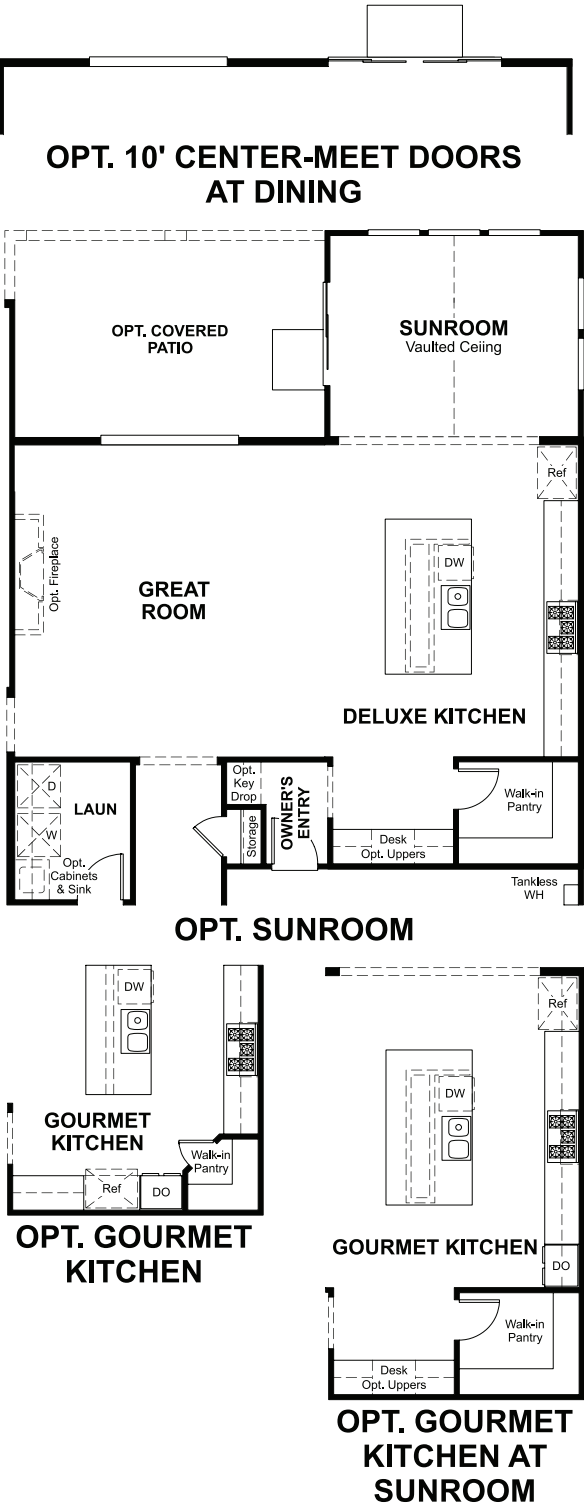 OPT. 10' CENTER-MEET DOORS
AT DINING
OPT. COVERED
PATIO
SUNROOM
Vaulted Ceiing
Ref
Opt. Fireplace
DW
GREAT
ROOM
DELUXE KITCHEN
D
W
LAUN
Opt.
Cabinets
& Sink
Opt.
Key
Drop
Storage
OWNER'S
ENTRY
Desk
Opt. Uppers
Walk-in
Pantry
Tankless
WH
OPT. SUNROOM
DW
GOURMET
KITCHEN
Walk-in
Pantry
Ref
DO
OPT. GOURMET
KITCHEN
Ref
DW
GOURMET KITCHEN
DO
Walk-in
Pantry
Desk
Opt. Uppers
OPT. GOURMET
KITCHEN AT
SUNROOM